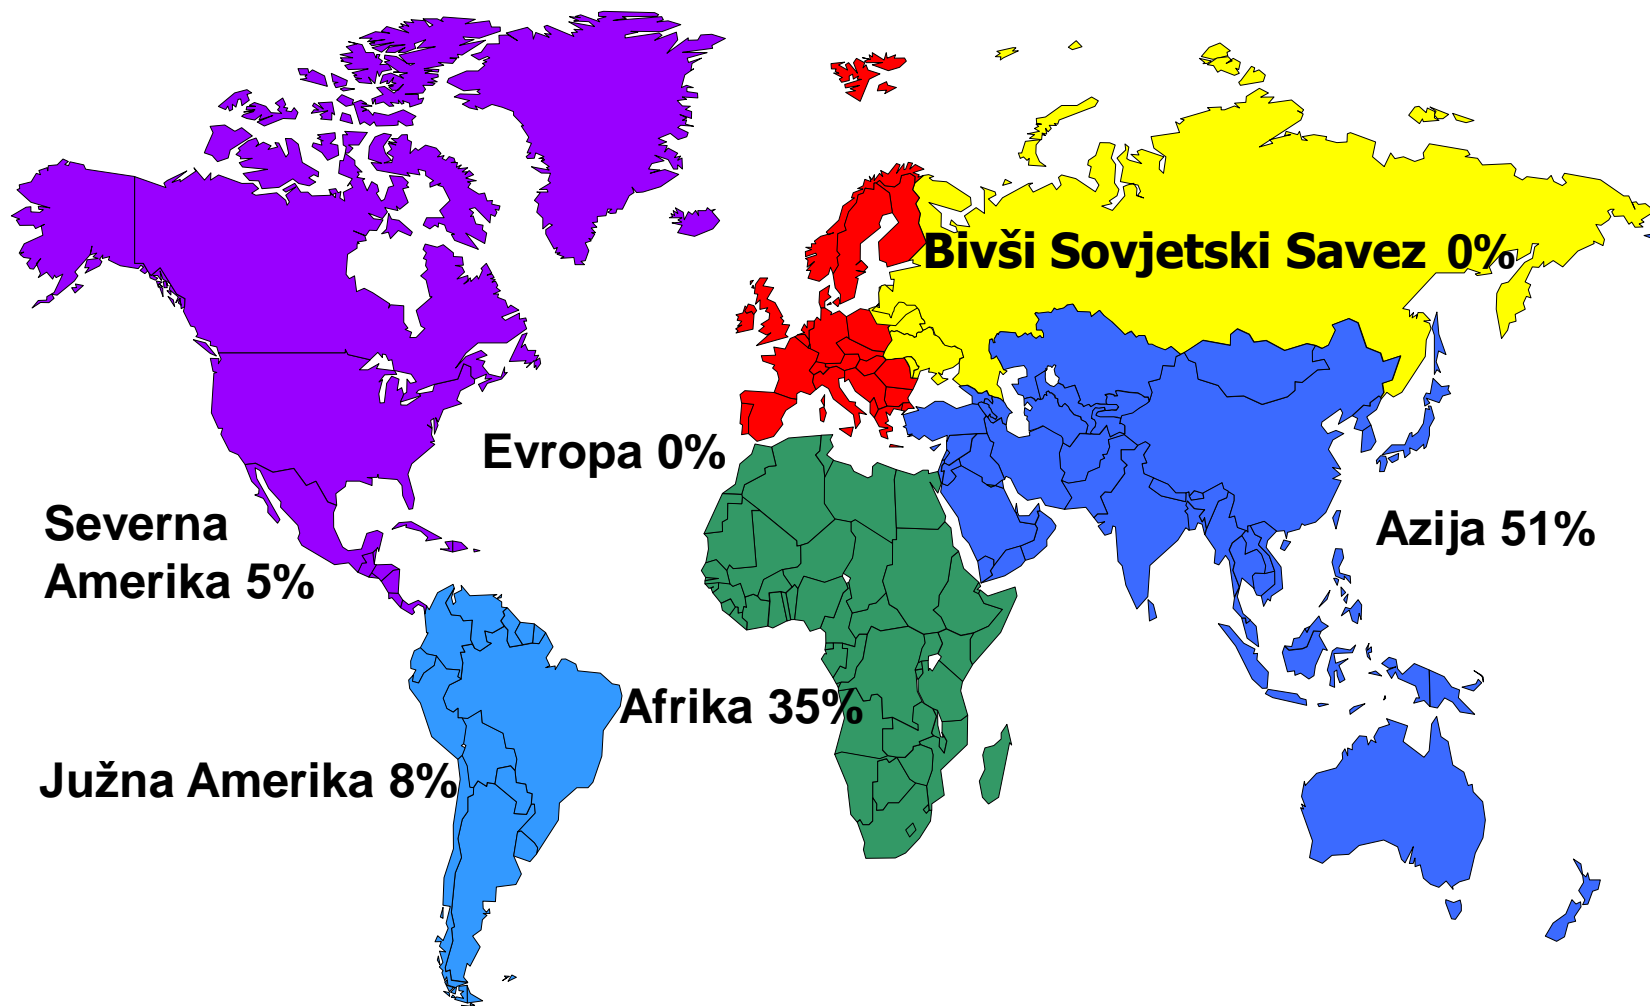 Bivši Sovjetski Savez 0%
Evropa 0%
Severna
Amerika 5%
Azija 51%
Afrika 35%
Južna Amerika 8%